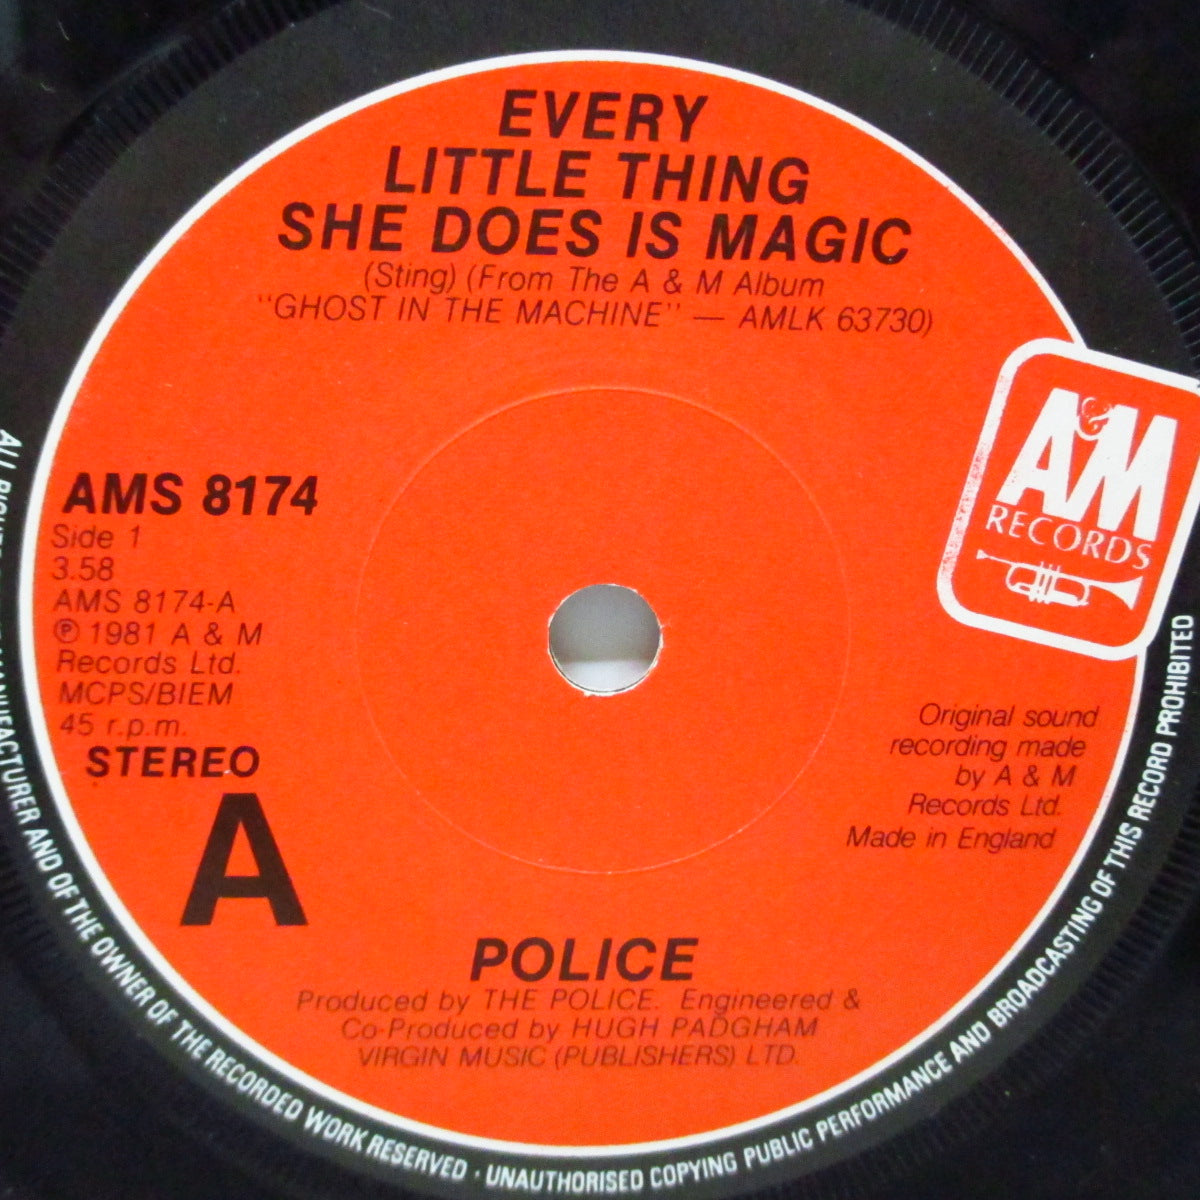 EVERY
LITTLE THING
SHE DOES IS MAGIC
(Sting) (From The A & M Album
"GHOST IN THE MACHINE" — AMLK 63730)
A&M
RECORDS
AMS 8174
Side 1
3.58
AMS 8174-A
℗ 1981 A & M
Records Ltd.
MCPS/BIEM
45 r.p.m.
STEREO
A
Original sound
recording made
by A & M
Records Ltd.
Made in England
POLICE
Produced by THE POLICE. Engineered &
Co-Produced by HUGH PADGHAM
VIRGIN MUSIC (PUBLISHERS) LTD.
ALL MANUFACTURER AND OF THE OWNER OF THE RECORDED WORK RESERVED · UNAUTHORISED COPYING PUBLIC PERFORMANCE AND BROADCASTING OF THIS RECORD PROHIBITED